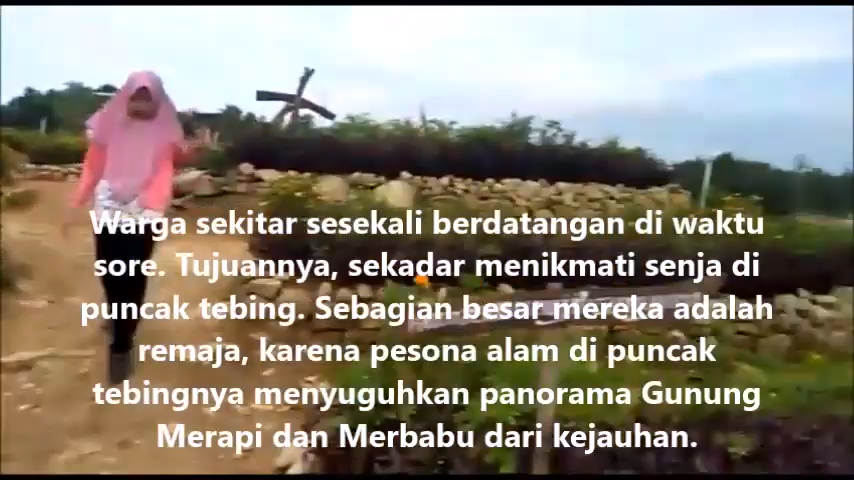 Warga sekitar sesekali berdatangan di waktu
sore. Tujuannya, sekadar menikmati senja di
puncak tebing. Sebagian besar mereka adalah
remaja, karena pesona alam di puncak
tebingnya menyuguhkan panorama Gunung
Merapi dan Merbabu dari kejauhan.